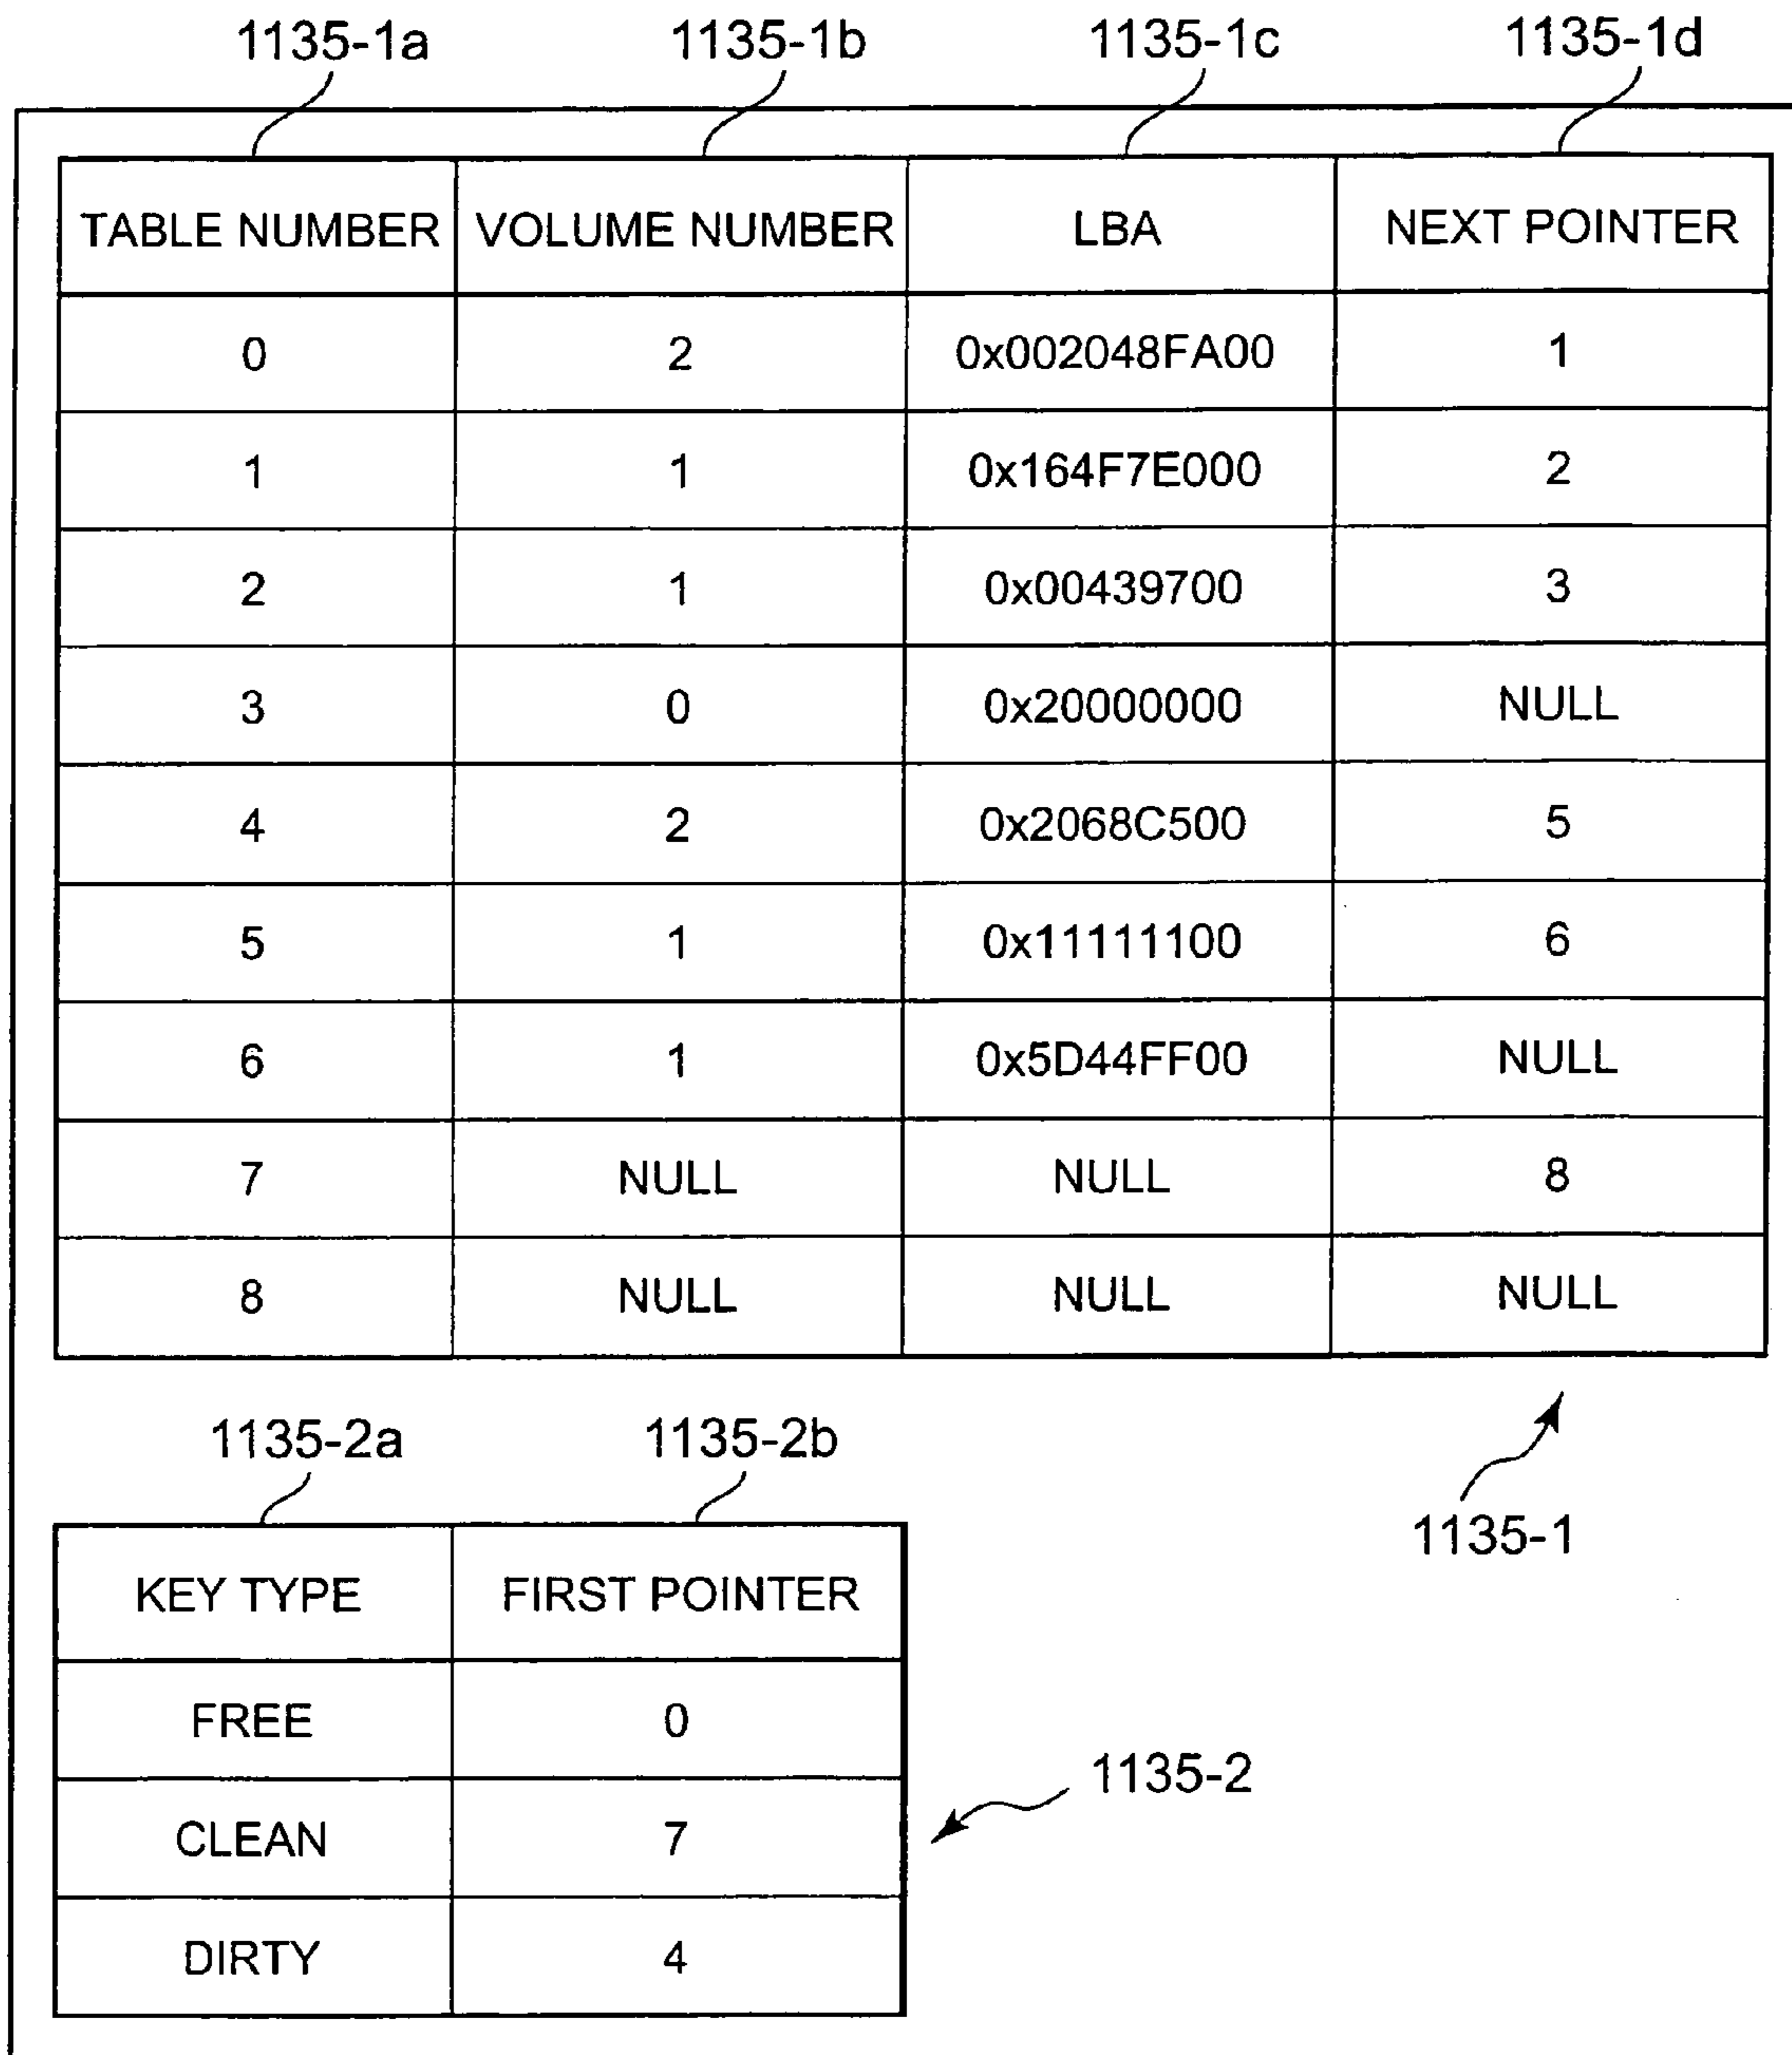 1135-1a 1135-1b 1135-1c 1135-1d
TABLE NUMBER VOLUME NUMBER LBA NEXT POINTER
0 2 0x002048FA00 1
1 1 0x164F7E000 2
2 1 0x00439700 3
3 0 0x20000000 NULL
4 2 0x2068C500 5
5 1 0x11111100 6
6 1 0x5D44FF00 NULL
7 NULL NULL 8
8 NULL NULL NULL
1135-1
1135-2a 1135-2b
KEY TYPE FIRST POINTER
FREE 0
CLEAN 7
DIRTY 4
1135-2